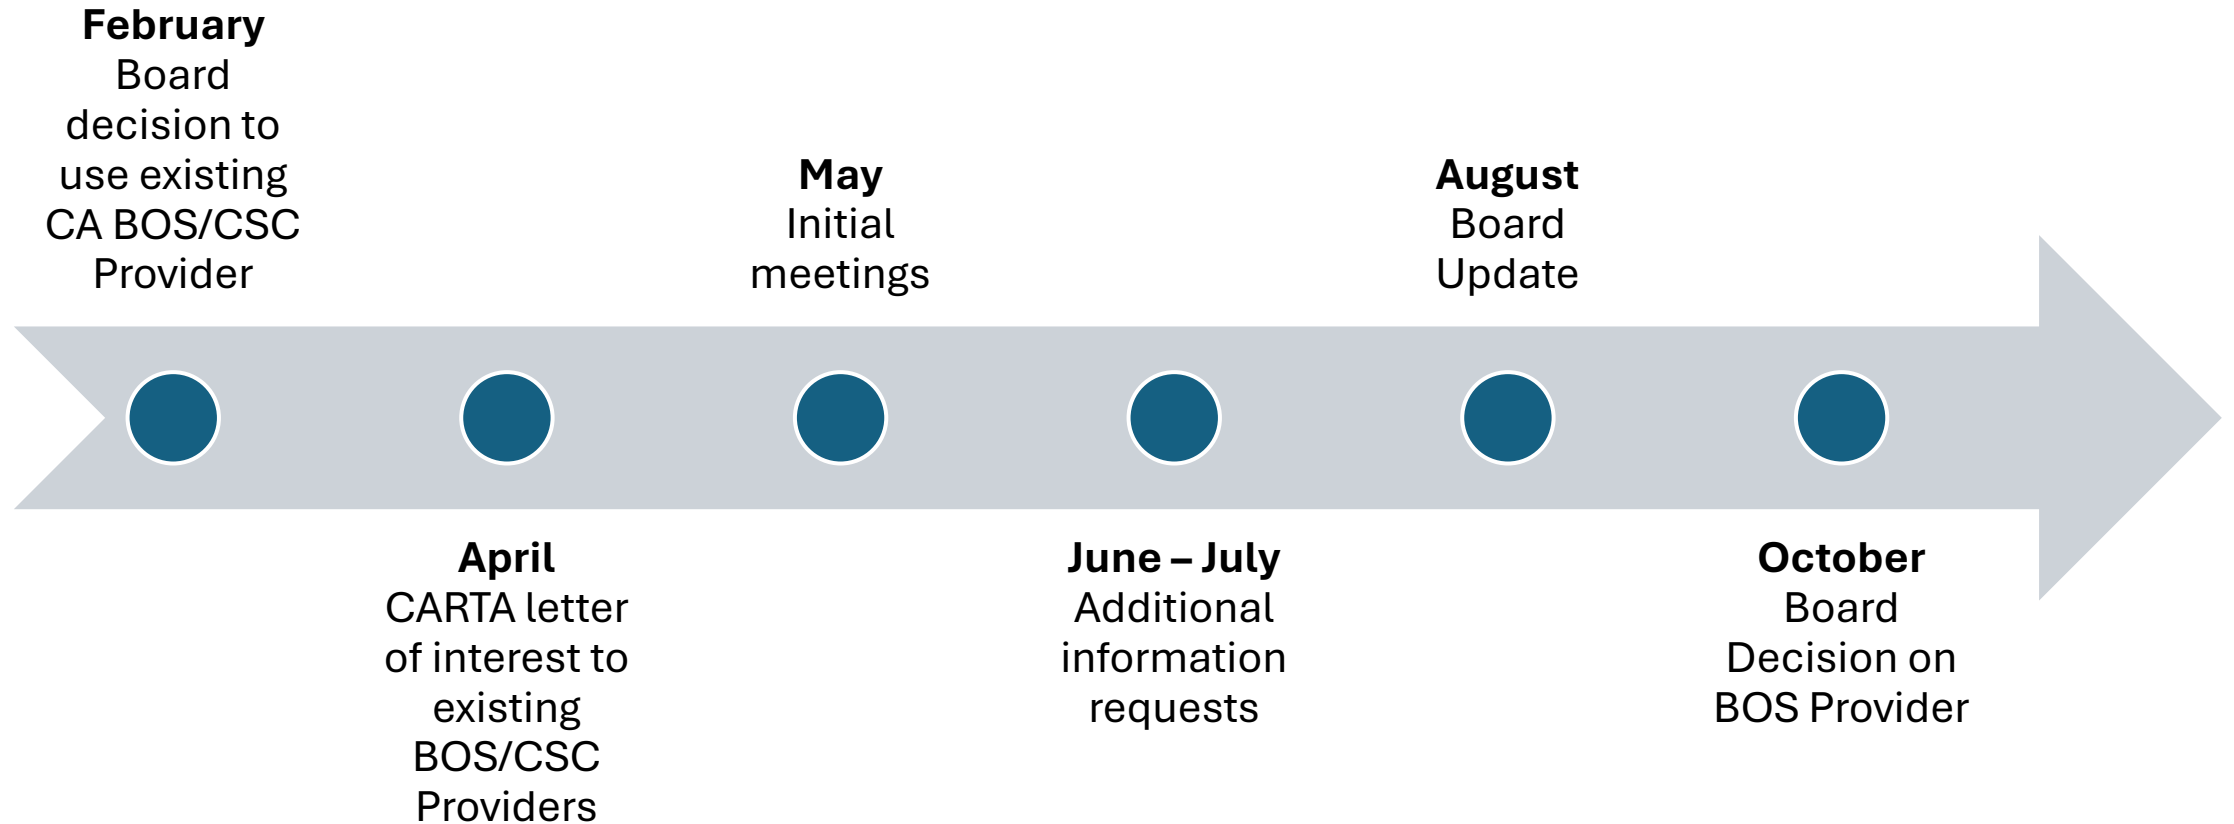 February
Board
decision to
use existing
CA BOS/CSC
Provider
April
CARTA letter
of interest to
existing
BOS/CSC
Providers
May
Initial
meetings
June – July
Additional
information
requests
August
Board
Update
October
Board
Decision on
BOS Provider